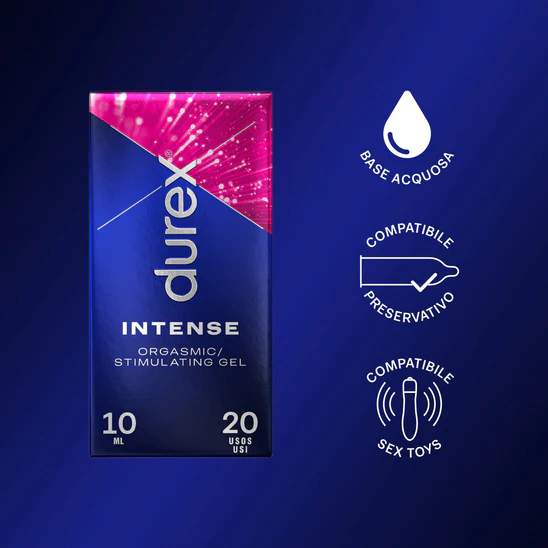 durex®
INTENSE
ORGASMIC/
STIMULATING GEL
10
ML
20
USOS
USI
BASE ACQUOSA
COMPATIBILE
PRESERVATIVO
COMPATIBILE
SEX TOYS